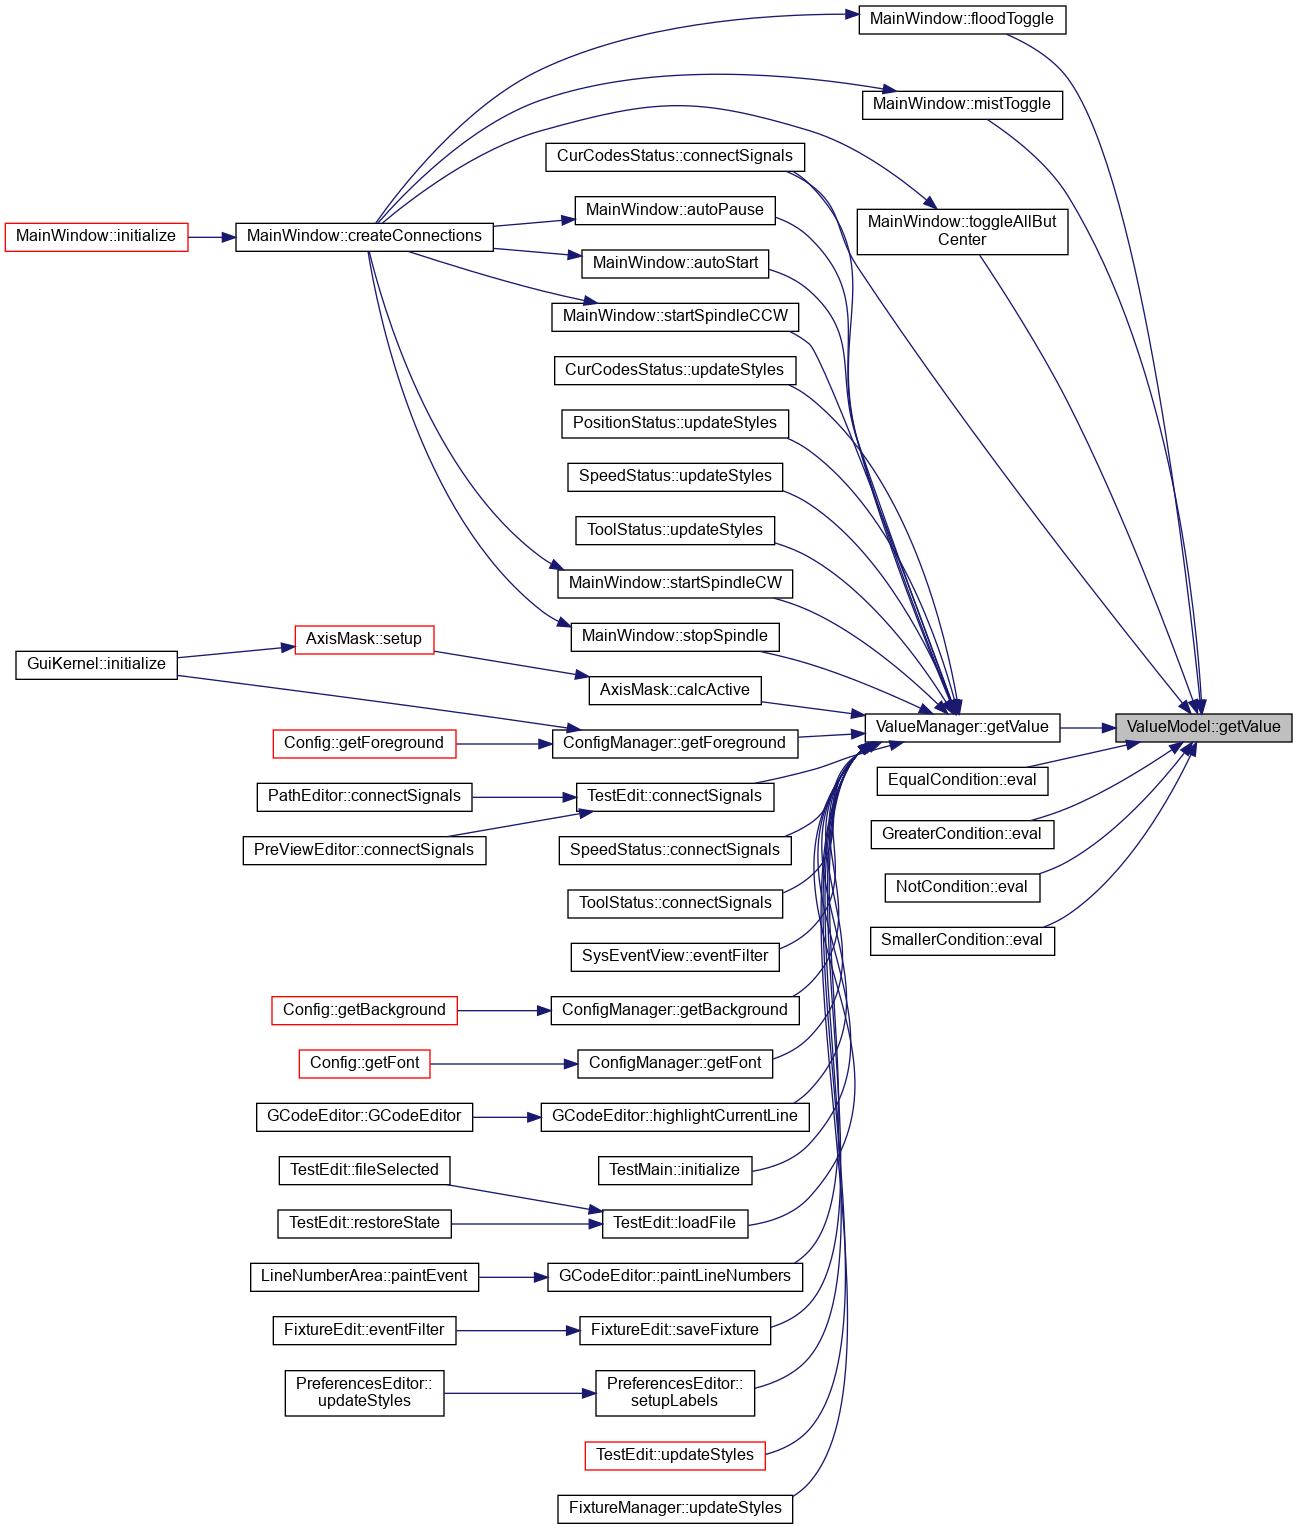 MainWindow::floodToggle
MainWindow::mistToggle
CurCodesStatus::connectSignals
MainWindow::autoPause
MainWindow::toggleAllBut
Center
MainWindow::initialize
MainWindow::createConnections
MainWindow::autoStart
MainWindow::startSpindleCCW
CurCodesStatus::updateStyles
PositionStatus::updateStyles
SpeedStatus::updateStyles
ToolStatus::updateStyles
MainWindow::startSpindleCW
MainWindow::stopSpindle
AxisMask::setup
GuiKernel::initialize
AxisMask::calcActive
ValueManager::getValue
ValueModel::getValue
Config::getForeground
ConfigManager::getForeground
EqualCondition::eval
PathEditor::connectSignals
TestEdit::connectSignals
GreaterCondition::eval
PreViewEditor::connectSignals
SpeedStatus::connectSignals
NotCondition::eval
ToolStatus::connectSignals
SmallerCondition::eval
SysEventView::eventFilter
Config::getBackground
ConfigManager::getBackground
Config::getFont
ConfigManager::getFont
GCodeEditor::GCodeEditor
GCodeEditor::highlightCurrentLine
TestEdit::fileSelected
TestMain::initialize
TestEdit::restoreState
TestEdit::loadFile
LineNumberArea::paintEvent
GCodeEditor::paintLineNumbers
FixtureEdit::eventFilter
FixtureEdit::saveFixture
PreferencesEditor::
updateStyles
PreferencesEditor::
setupLabels
TestEdit::updateStyles
FixtureManager::updateStyles